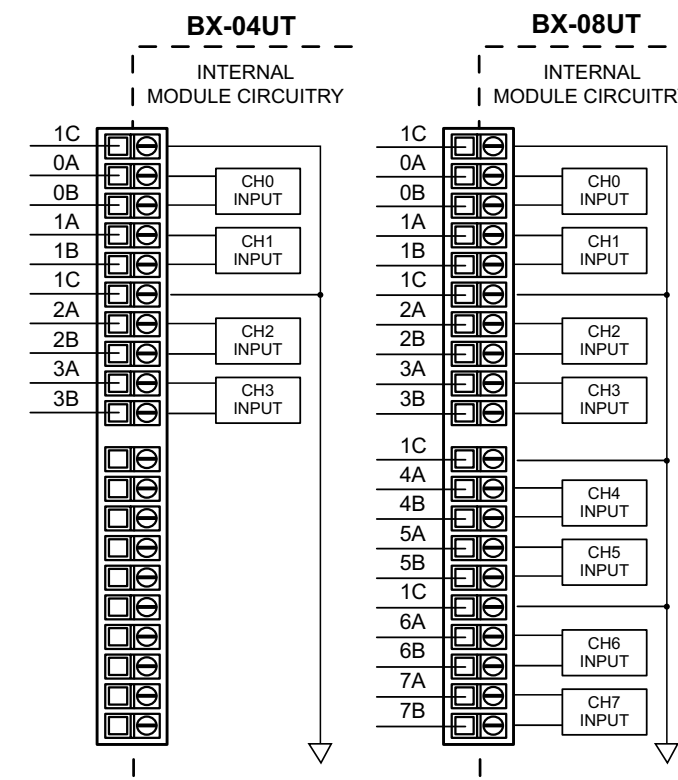 BX-04UT
INTERNAL
MODULE CIRCUITRY
1C
0A
0B
1A
1B
1C
2A
2B
3A
3B
CH0
INPUT
CH1
INPUT
CH2
INPUT
CH3
INPUT
BX-08UT
INTERNAL
MODULE CIRCUITR
1C
0A
0B
1A
1B
1C
2A
2B
3A
3B
1C
4A
4B
5A
5B
1C
6A
6B
7A
7B
CH0
INPUT
CH1
INPUT
CH2
INPUT
CH3
INPUT
CH4
INPUT
CH5
INPUT
CH6
INPUT
CH7
INPUT